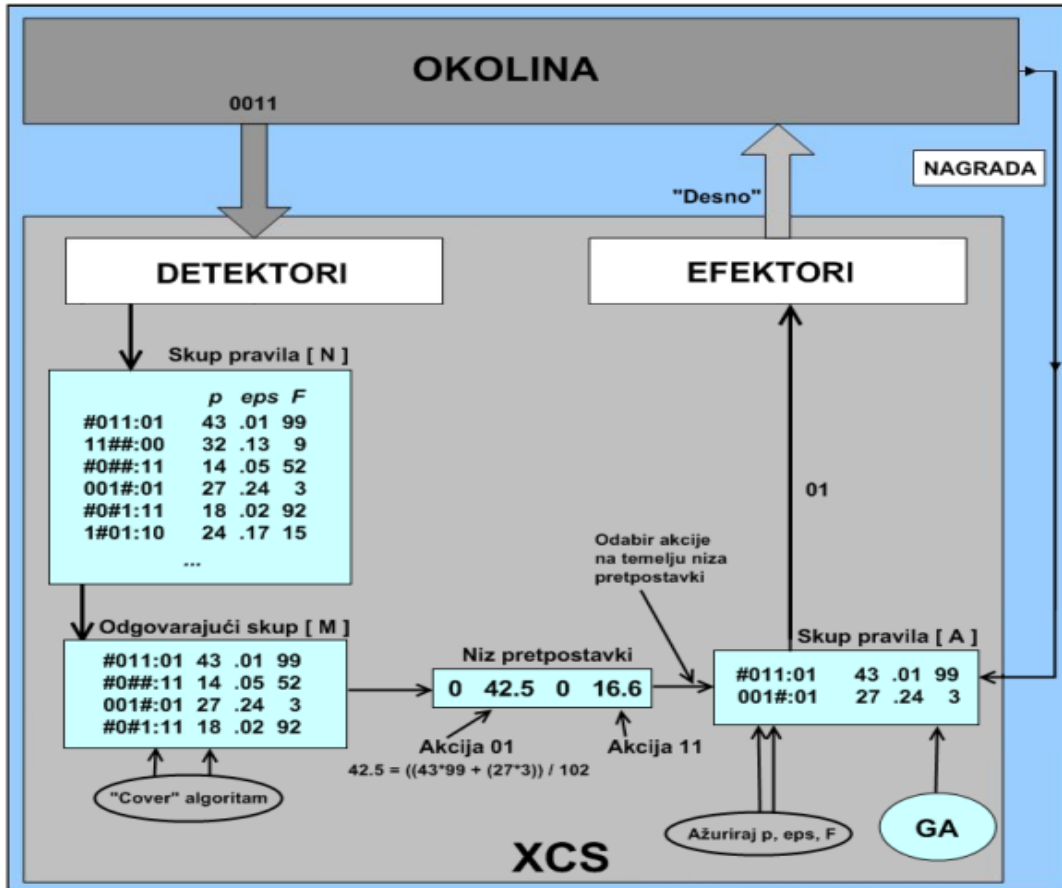 OKOLINA
0011
NAGRADA
"Desno"
DETEKTORI
EFEKTORI
Skup pravila [ N ]
p eps F
#011:01 43 .01 99
11##:00 32 .13 9
#0##:11 14 .05 52
001#:01 27 .24 3
#0#1:11 18 .02 92
1#01:10 24 .17 15
...
01
Odabir akcije
na temelju niza
pretpostavki
Odgovarajući skup [ M ]
#011:01 43 .01 99
#0##:11 14 .05 52
001#:01 27 .24 3
#0#1:11 18 .02 92
Niz pretpostavki
0 42.5 0 16.6
Akcija 01
Akcija 11
42.5 = ((43*99 + (27*3)) / 102
Skup pravila [ A ]
#011:01 43 .01 99
001#:01 27 .24 3
"Cover" algoritam
Ažuriraj p, eps, F
GA
XCS